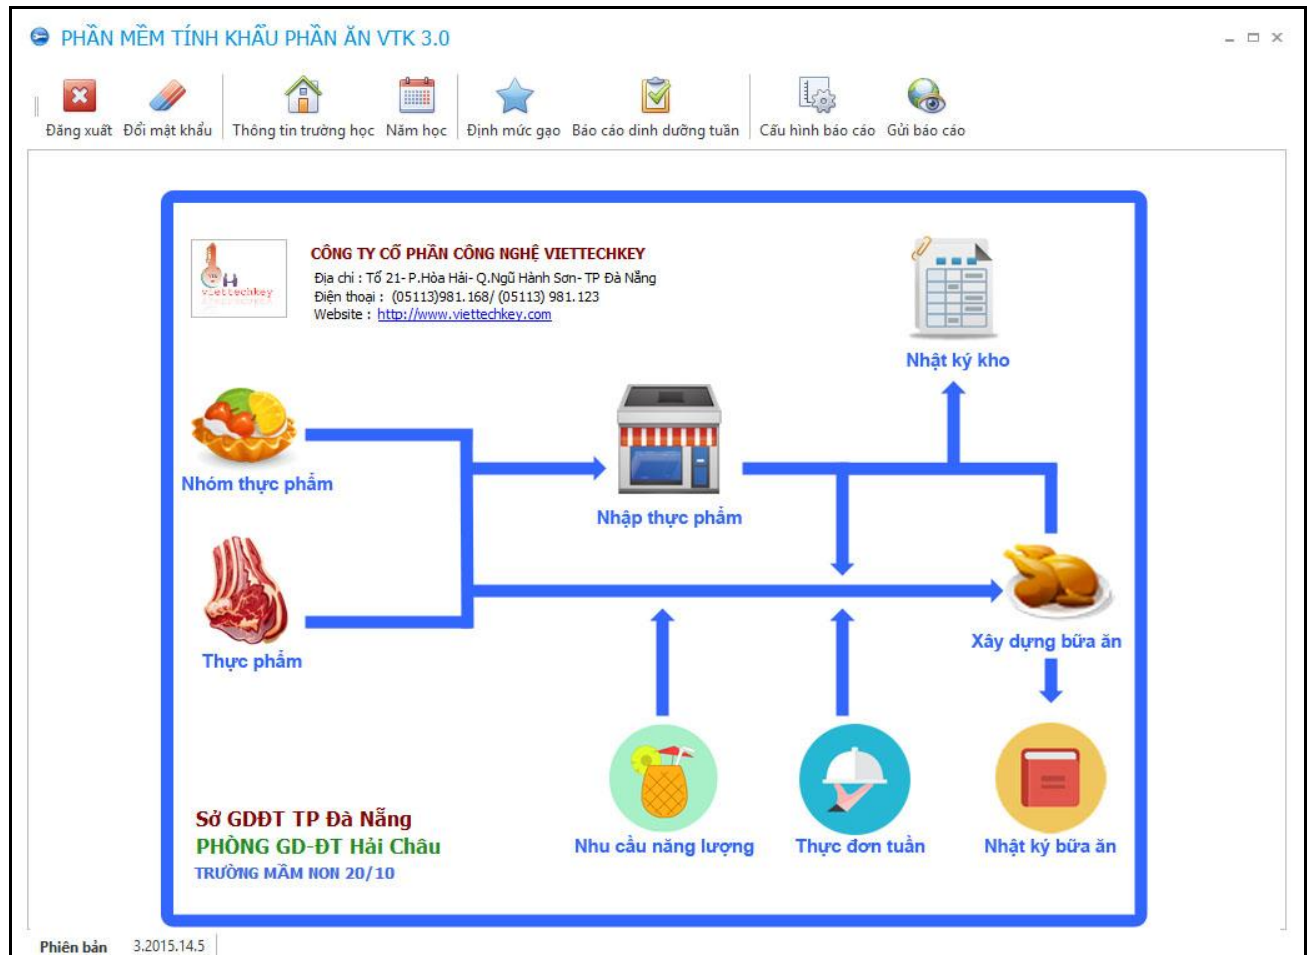 PHẦN MỀM TÍNH KHẨU PHẦN ĂN VTK 3.0
Đăng xuất Đổi mật khẩu Thông tin trường học Năm học Định mức gạo Báo cáo dinh dưỡng tuần Cấu hình báo cáo Gửi báo cáo
CÔNG TY CỔ PHẦN CÔNG NGHỆ VIETTECHKEY
Địa chỉ : Tổ 21- P.Hòa Hải- Q.Ngũ Hành Sơn- TP Đà Nẵng
Điện thoại : (05113)981.168/ (05113) 981.123
Website : http://www.viettechkey.com
viettechkey
Nhật ký kho
Nhóm thực phẩm
Nhập thực phẩm
Thực phẩm
Xây dựng bữa ăn
Nhu cầu năng lượng
Thực đơn tuần
Nhật ký bữa ăn
Sở GDĐT TP Đà Nẵng
PHÒNG GD-ĐT Hải Châu
TRƯỜNG MẦM NON 20/10
Phiên bản 3.2015.14.5